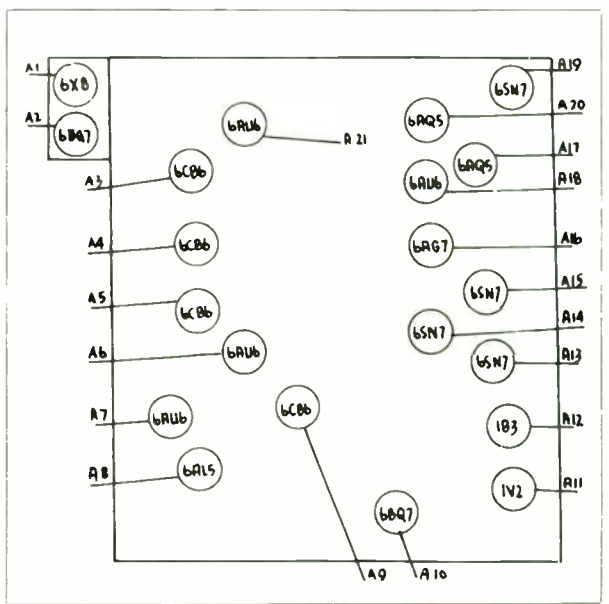 A1
6X8
A2
6BQ7
6AU6
A21
6CB6
A3
A4
6CB6
A5
6CB6
A6
6AU6
A7
6AU6
A8
6AL5
6CB6
A9
6BQ7
A10
A19
6SN7
A20
6AQ5
A17
6AQ5
A18
6AU6
A16
6AG7
A15
6SN7
A14
6SN7
A13
6SN7
A12
1B3
A11
1V2